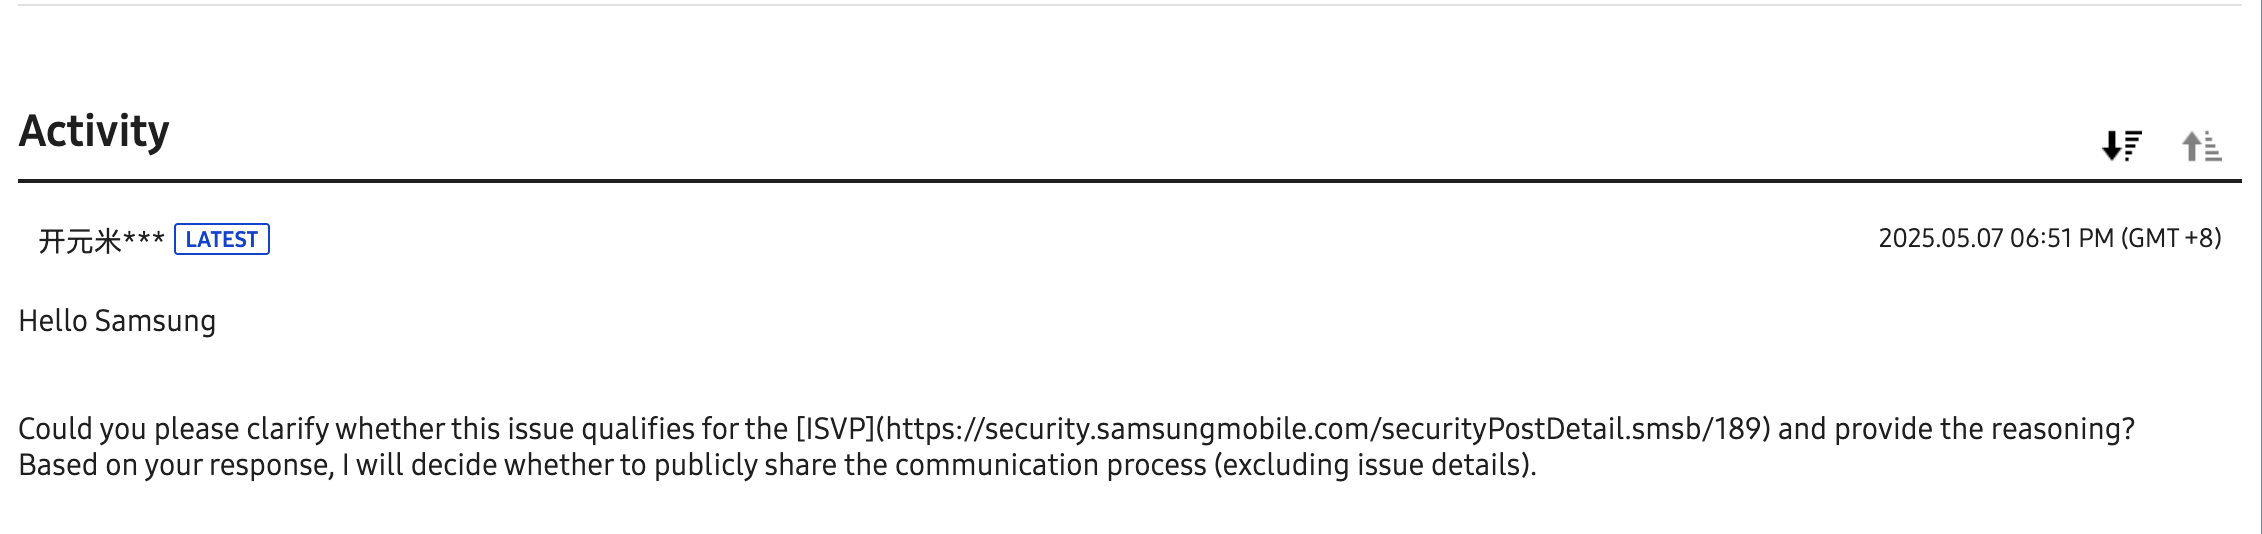 Activity
开元米*** LATEST 2025.05.07 06:51 PM (GMT +8)
Hello Samsung
Could you please clarify whether this issue qualifies for the [ISVP](https://security.samsungmobile.com/securityPostDetail.smsb/189) and provide the reasoning?
Based on your response, I will decide whether to publicly share the communication process (excluding issue details).